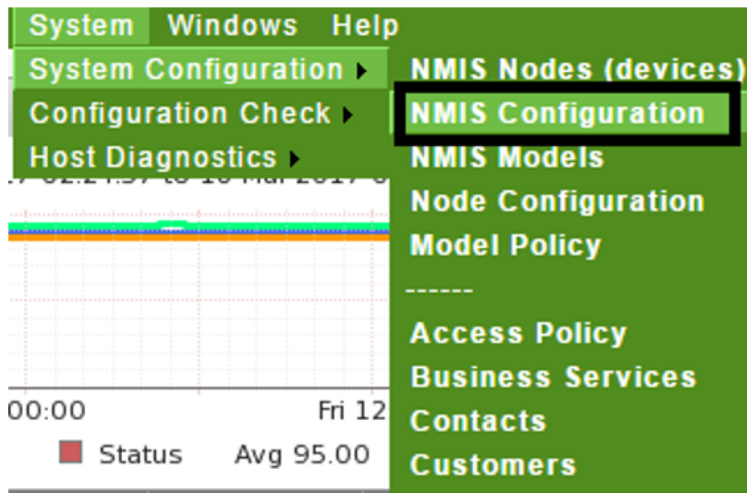 System Windows Help
System Configuration
NMIS Nodes (devices)
Configuration Check
NMIS Configuration
Host Diagnostics
NMIS Models
Node Configuration
Model Policy
------
Access Policy
Business Services
00:00 Fri 12
Contacts
Status Avg 95.00
Customers